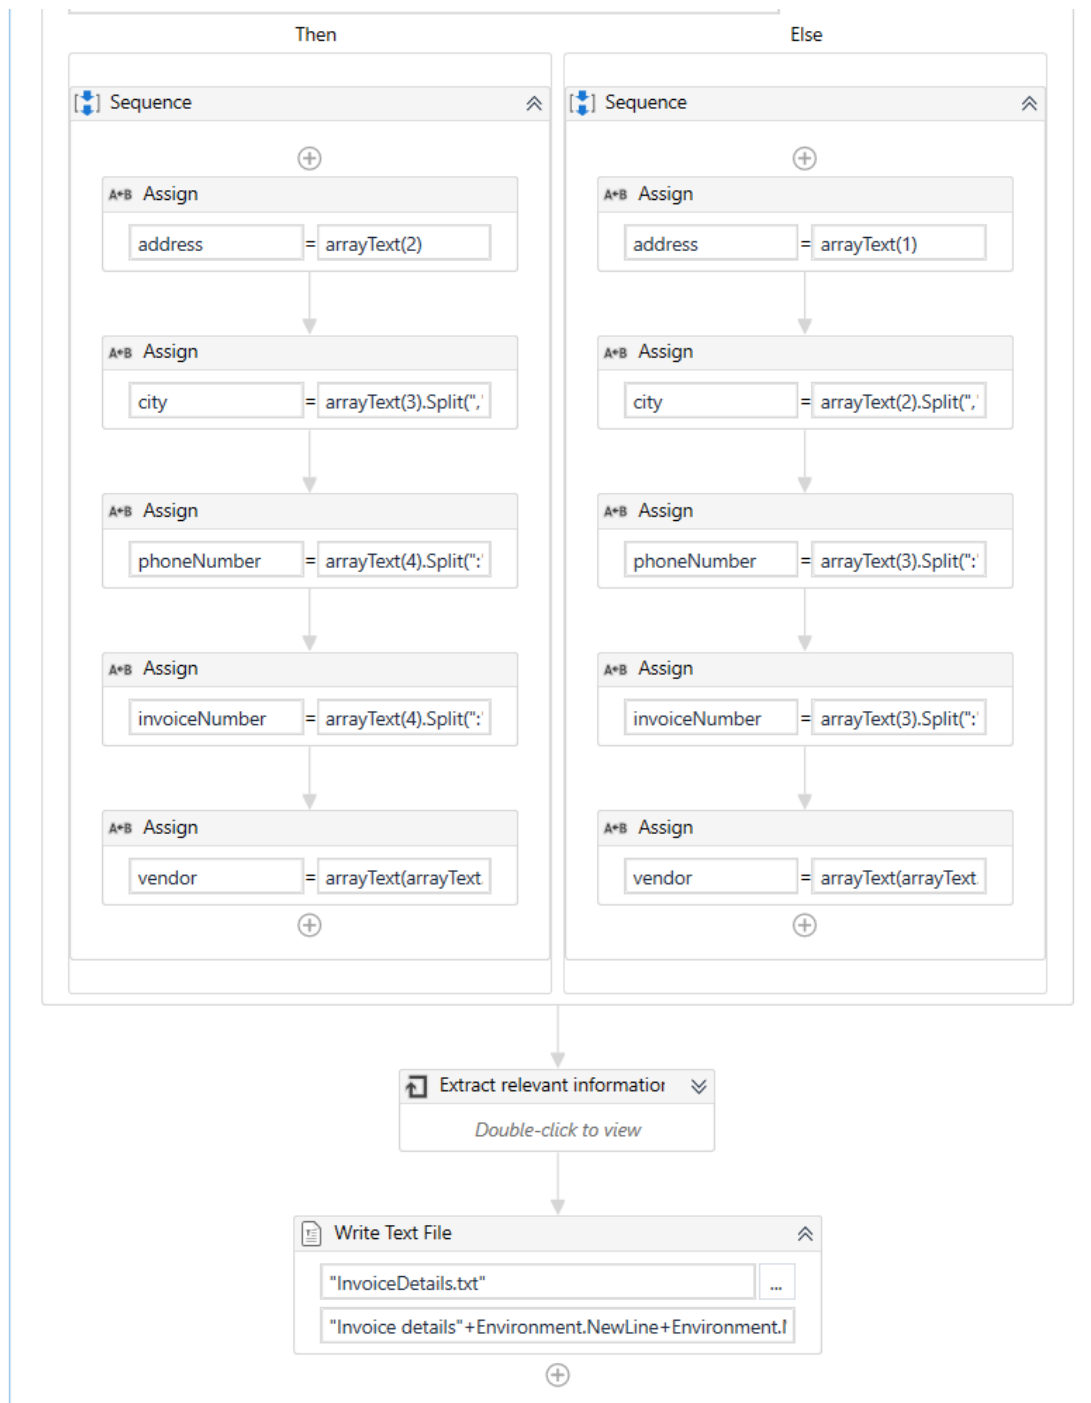 Then
Else
Sequence
Sequence
A+B Assign
A+B Assign
address = arrayText(2)
address = arrayText(1)
A+B Assign
A+B Assign
city = arrayText(3).Split(","
city = arrayText(2).Split(","
A+B Assign
A+B Assign
phoneNumber = arrayText(4).Split(":"
phoneNumber = arrayText(3).Split(":"
A+B Assign
A+B Assign
invoiceNumber = arrayText(4).Split(":"
invoiceNumber = arrayText(3).Split(":"
A+B Assign
A+B Assign
vendor = arrayText(arrayText.
vendor = arrayText(arrayText.
Extract relevant information
Double-click to view
Write Text File
"InvoiceDetails.txt" ...
"Invoice details"+Environment.NewLine+Environment.N